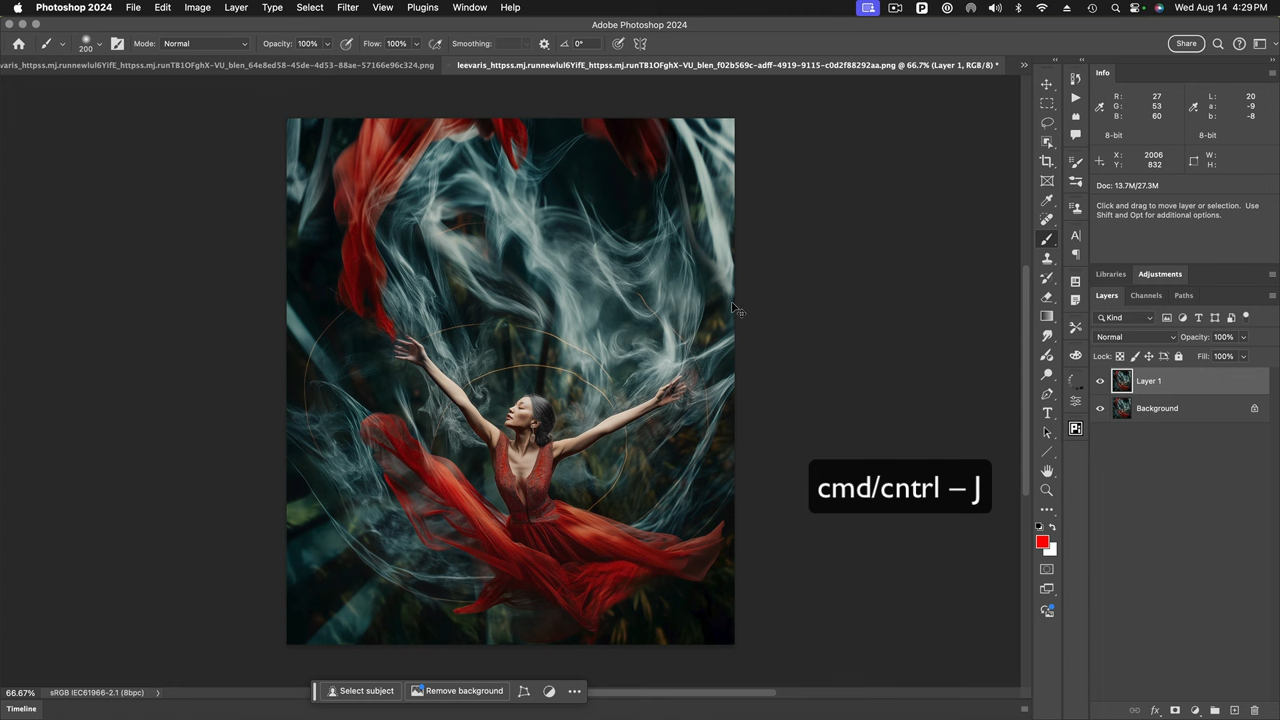 Photoshop 2024 File Edit Image Layer Type Select Filter View Plugins Window Help Wed Aug 14 4:29 PM
Adobe Photoshop 2024
200 Mode: Normal Opacity: 100% Flow: 100% Smoothing: 0° Share
varis_httpss.mj.runnewlul6YifE_httpss.mj.runTB1OFghX-VU_blen_64e8ed58-45de-4d53-88ae-57166e96c324.png leevaris_httpss.mj.runnewlul6YifE_httpss.mj.runTB1OFghX-VU_blen_f02b569c-adff-4919-9115-c0d2f88292aa.png @ 66.7% (Layer 1, RGB/8) *
Info
R: 27 L: 20
G: 53 a: -9
B: 60 b: -8
8-bit 8-bit
X: 2006 W:
Y: 832 H:
Doc: 13.7M/27.3M
Click and drag to move layer or selection. Use
Shift and Opt for additional options.
Libraries Adjustments
Layers Channels Paths
Kind
Normal Opacity: 100%
Lock: Fill: 100%
Layer 1
Background
cmd/cntrl – J
Select subject Remove background
66.67% sRGB IEC61966-2.1 (8bpc)
Timeline